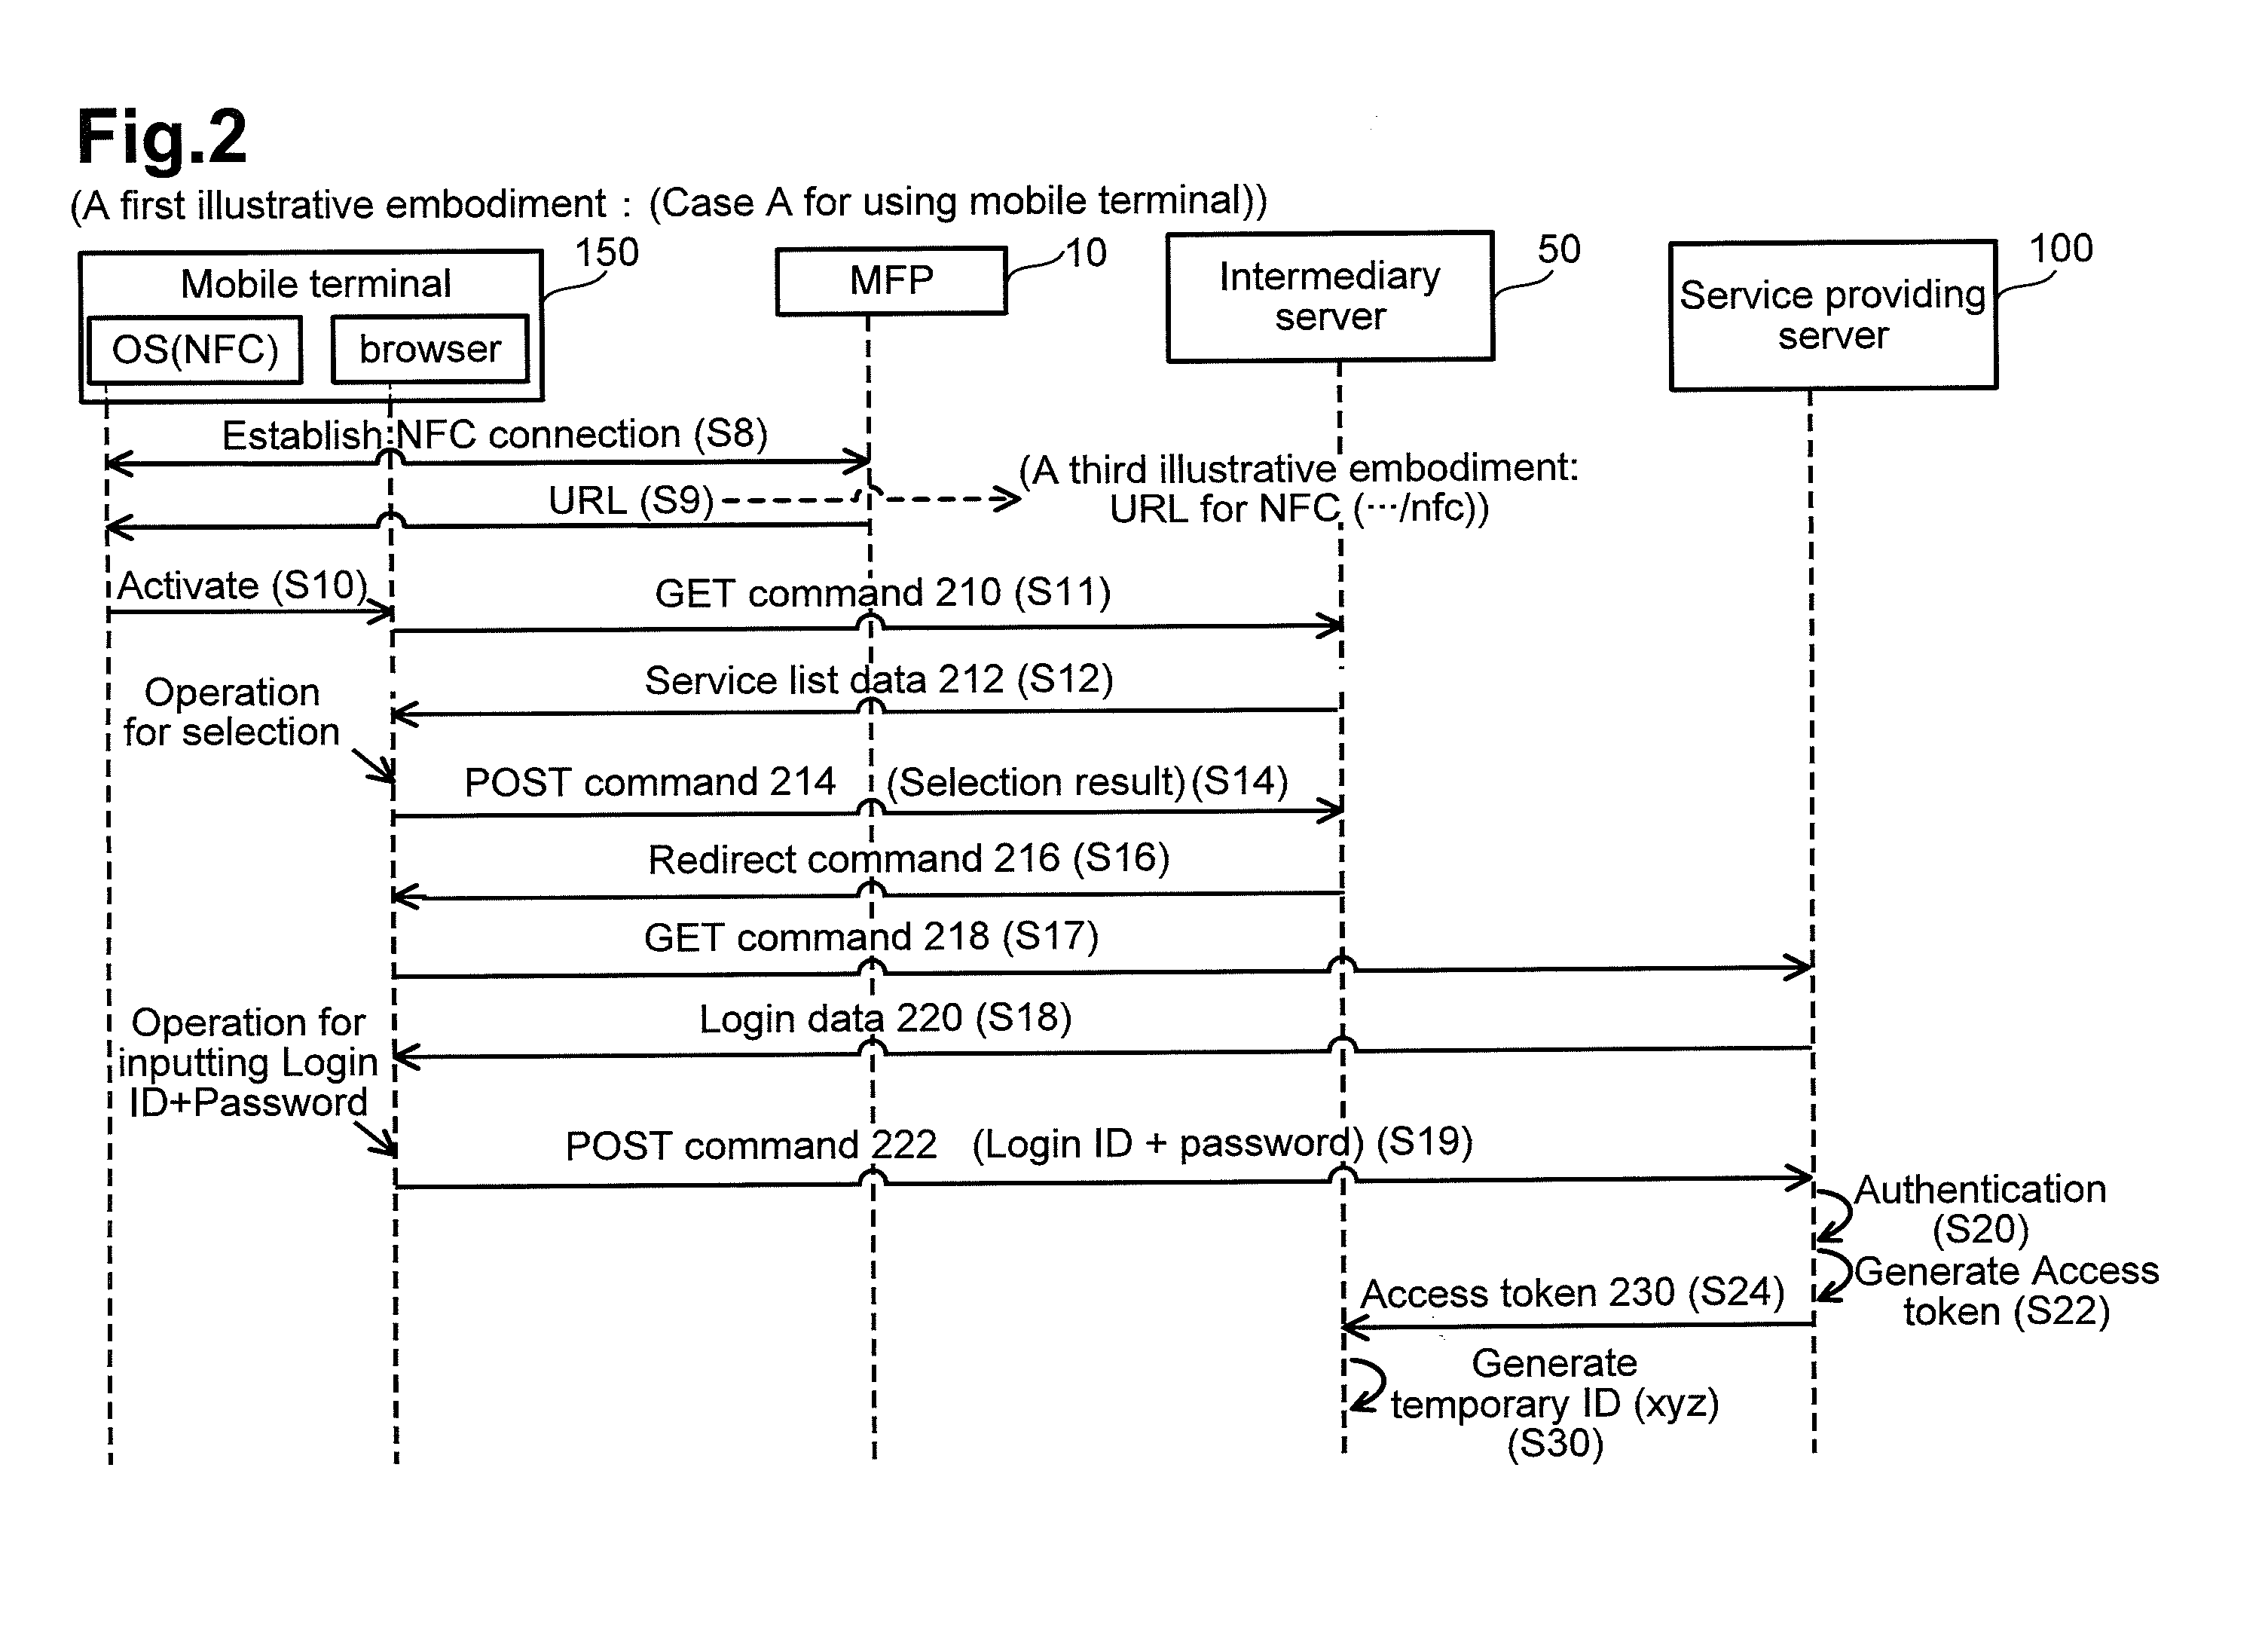 Fig.2
(A first illustrative embodiment : (Case A for using mobile terminal))
150
10
50
100
Mobile terminal
OS(NFC)
browser
MFP
Intermediary
server
Service providing
server
Establish NFC connection (S8)
URL (S9)
(A third illustrative embodiment:
URL for NFC (···/nfc))
Activate (S10)
GET command 210 (S11)
Service list data 212 (S12)
Operation
for selection
POST command 214 (Selection result)(S14)
Redirect command 216 (S16)
GET command 218 (S17)
Login data 220 (S18)
Operation for
inputting Login
ID+Password
POST command 222 (Login ID + password) (S19)
Authentication
(S20)
Generate Access
token (S22)
Access token 230 (S24)
Generate
temporary ID (xyz)
(S30)